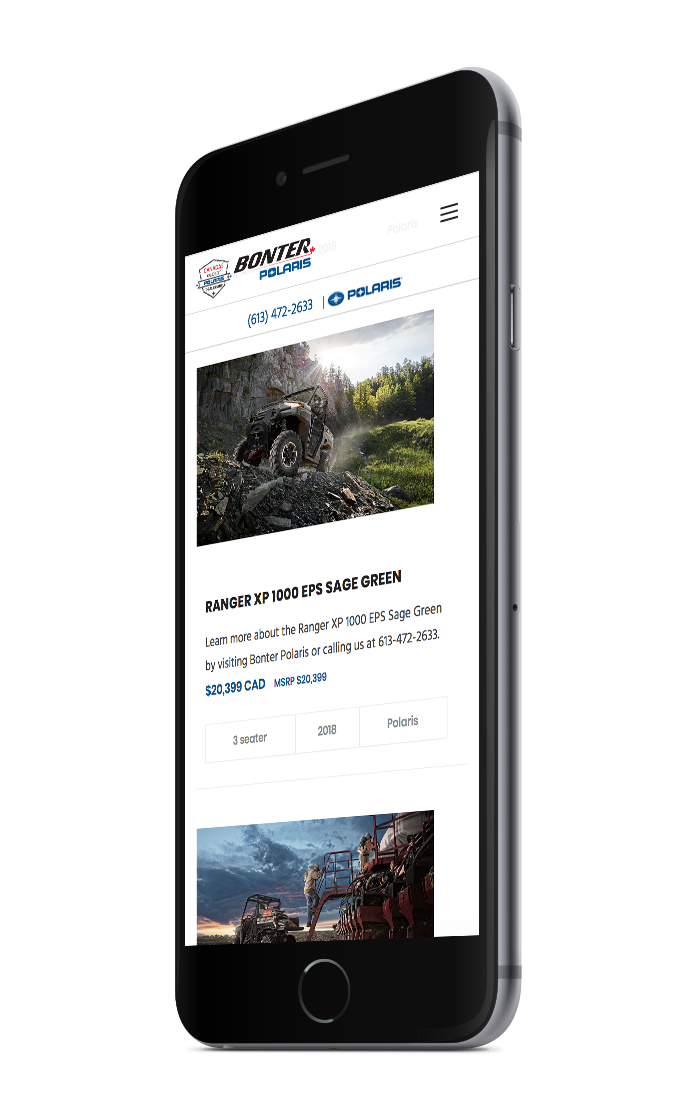 2018 Polaris
CANADA'S
POLARIS
BONTER
POLARIS
(613) 472-2633 | POLARIS
RANGER XP 1000 EPS SAGE GREEN
Learn more about the Ranger XP 1000 EPS Sage Green
by visiting Bonter Polaris or calling us at 613-472-2633.
$20,399 CAD MSRP $20,399
3 seater 2018 Polaris